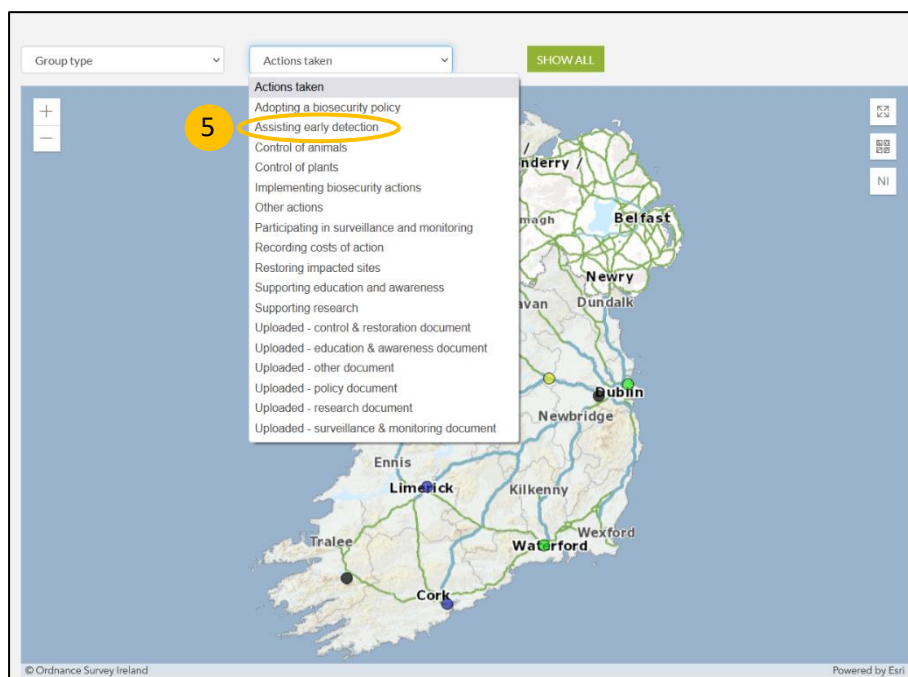 Group type
Actions taken
SHOW ALL
Actions taken
Adopting a biosecurity policy
5
Assisting early detection
Control of animals
Control of plants
Implementing biosecurity actions
Other actions
Participating in surveillance and monitoring
Recording costs of action
Restoring impacted sites
Supporting education and awareness
Supporting research
Uploaded - control & restoration document
Uploaded - education & awareness document
Uploaded - other document
Uploaded - policy document
Uploaded - research document
Uploaded - surveillance & monitoring document
+
−
NI
/
nderry /
magh
Belfast
Newry
avan
Dundalk
Dublin
Newbridge
Ennis
Limerick
Kilkenny
Tralee
Wexford
Waterford
Cork
© Ordnance Survey Ireland
Powered by Esri